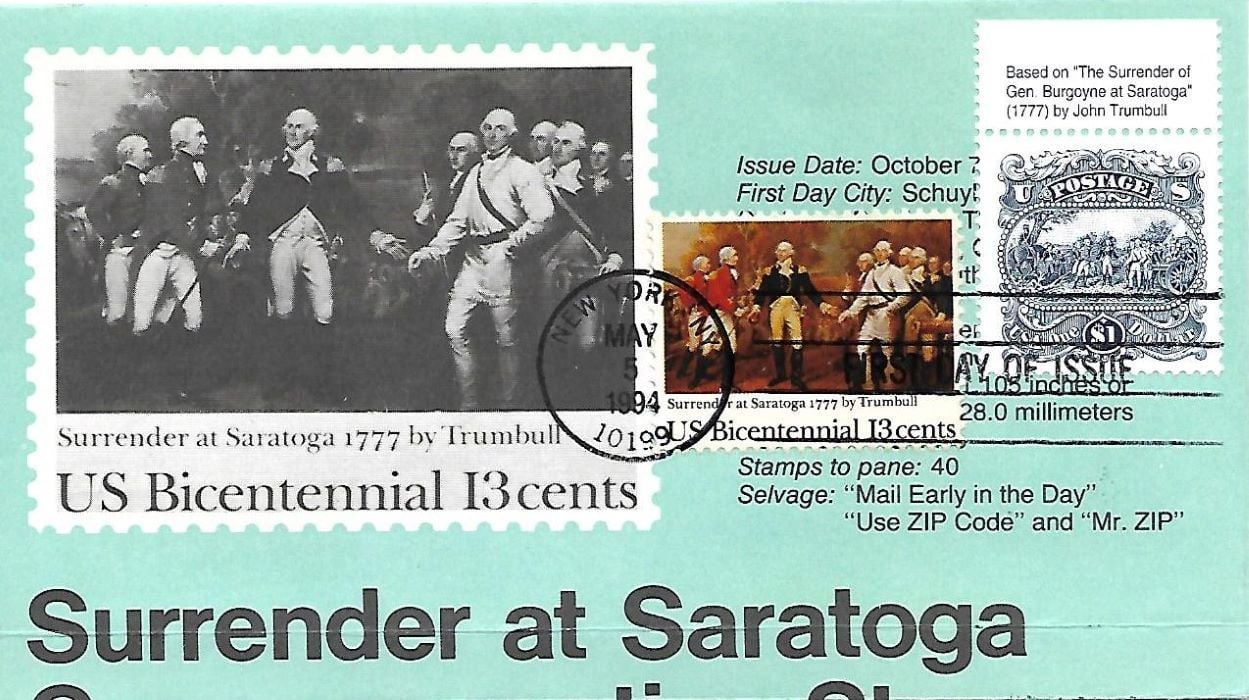 Based on "The Surrender of
Gen. Burgoyne at Saratoga"
(1777) by John Trumbull
U POSTAGE S
$1
Issue Date: October 7
First Day City: Schuyl
NEW YORK, NY
MAY
5
1994
10199
FIRST DAY OF ISSUE
Surrender at Saratoga 1777 by Trumbull
US Bicentennial 13 cents
1.105 inches or
28.0 millimeters
Surrender at Saratoga 1777 by Trumbull
US Bicentennial 13 cents
Stamps to pane: 40
Selvage: “Mail Early in the Day”
“Use ZIP Code” and “Mr. ZIP”
Surrender at Saratoga